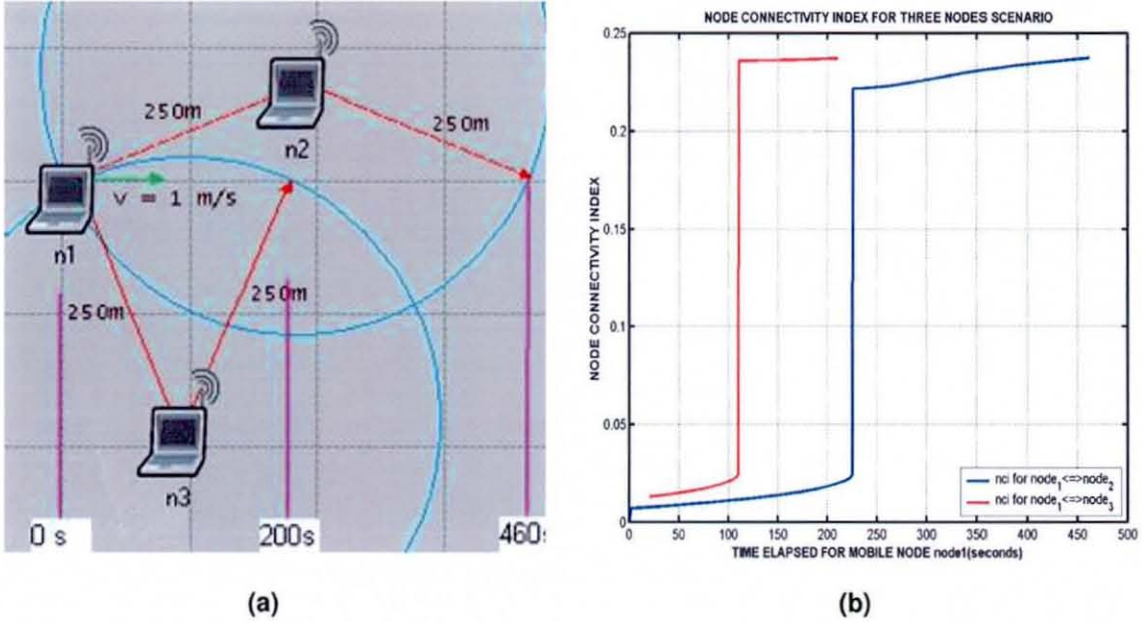 250m
250m
n2
n1
v = 1 m/s
250m
250m
n3
0 s
200s
460s
(a)
NODE CONNECTIVITY INDEX FOR THREE NODES SCENARIO
NODE CONNECTIVITY INDEX
0.25
0.2
0.15
0.1
0.05
0
0 50 100 150 200 250 300 350 400 450 500
TIME ELAPSED FOR MOBILE NODE node1(seconds)
nci for node1<=>node2
nci for node1<=>node3
(b)